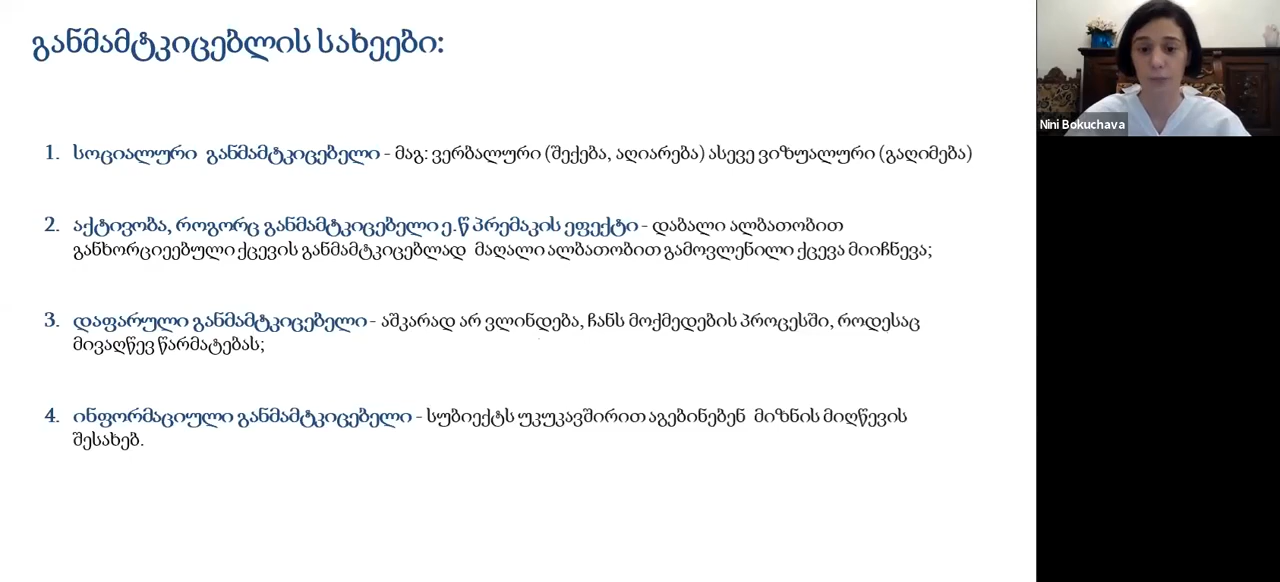 განმამტკიცებლის სახეები:
1. სოციალური განმამტკიცებელი - მაგ: ვერბალური (შექება, აღიარება) ასევე ვიზუალური (გაღიმება)
2. აქტივობა, როგორც განმამტკიცებელი ე.წ პრემაკის ეფექტი - დაბალი ალბათობით
განხორციეებული ქცევის განმამტკიცებლად მაღალი ალბათობით გამოვლენილი ქცევა მიიჩნევა;
3. დაფარული განმამტკიცებელი - აშკარად არ ვლინდება, ჩანს მოქმედების პროცესში, როდესაც
მივაღწევ წარმატებას;
4. ინფორმაციული განმამტკიცებელი - სუბიექტს უკუკავშირით აგებინებენ მიზნის მიღწევის
შესახებ.
Nini Bokuchava